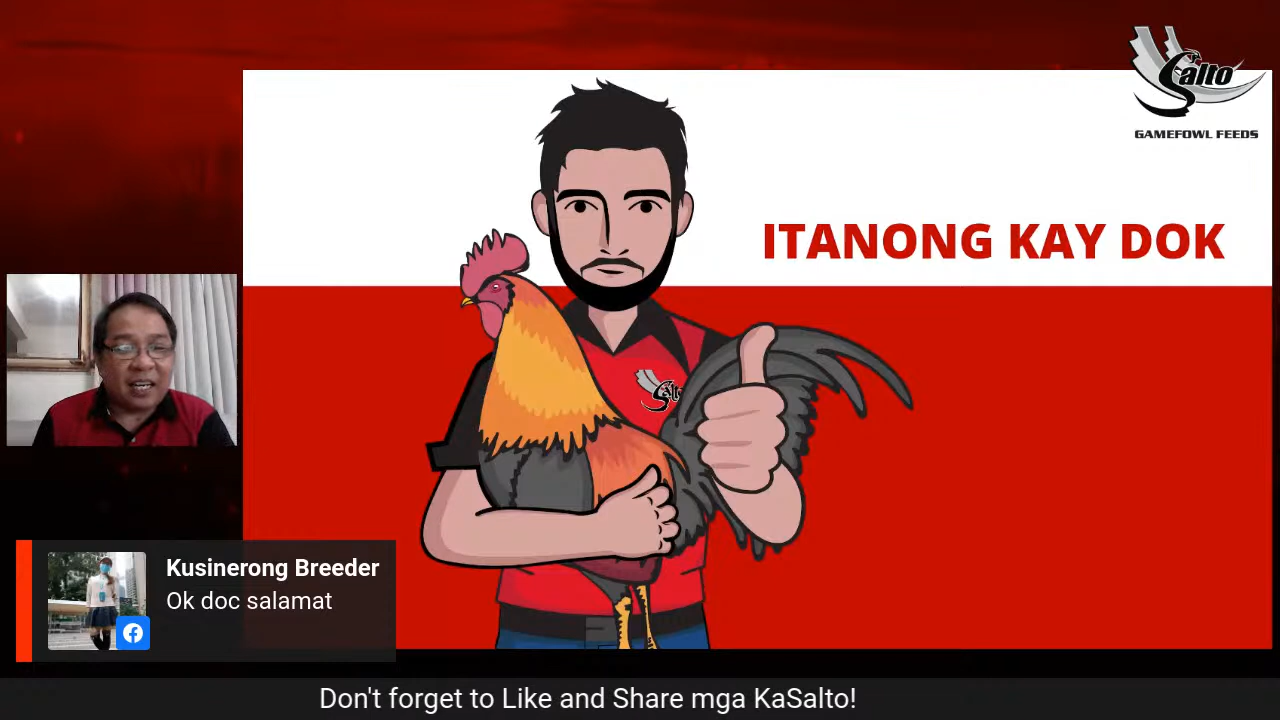 Salto
GAMEFOWL FEEDS
ITANONG KAY DOK
Kusinerong Breeder
Ok doc salamat
Don't forget to Like and Share mga KaSalto!